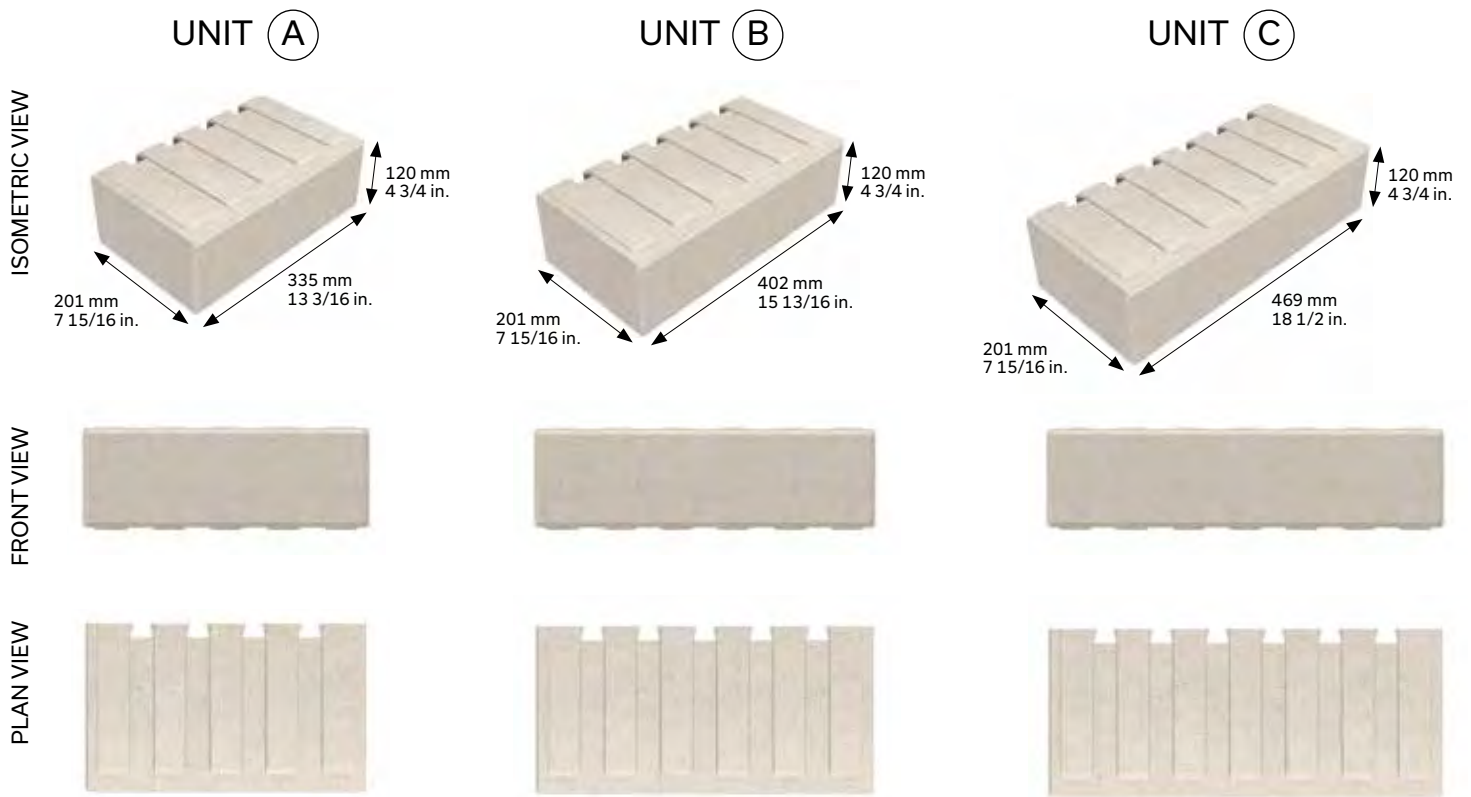 UNIT A
UNIT B
UNIT C
ISOMETRIC VIEW
120 mm
4 3/4 in.
335 mm
13 3/16 in.
201 mm
7 15/16 in.
120 mm
4 3/4 in.
402 mm
15 13/16 in.
201 mm
7 15/16 in.
120 mm
4 3/4 in.
469 mm
18 1/2 in.
201 mm
7 15/16 in.
FRONT VIEW
PLAN VIEW